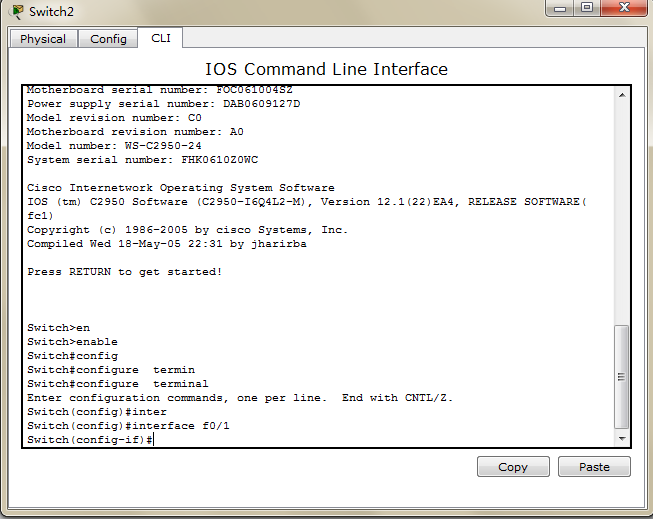 Switch2
Physical Config CLI
IOS Command Line Interface
Motherboard serial number: FOC061004SZ
Power supply serial number: DAB0609127D
Model revision number: C0
Motherboard revision number: A0
Model number: WS-C2950-24
System serial number: FHK0610Z0WC
Cisco Internetwork Operating System Software
IOS (tm) C2950 Software (C2950-I6Q4L2-M), Version 12.1(22)EA4, RELEASE SOFTWARE(
fc1)
Copyright (c) 1986-2005 by cisco Systems, Inc.
Compiled Wed 18-May-05 22:31 by jharirba
Press RETURN to get started!
Switch>en
Switch>enable
Switch#config
Switch#configure  termin
Switch#configure  terminal
Enter configuration commands, one per line.  End with CNTL/Z.
Switch(config)#inter
Switch(config)#interface f0/1
Switch(config-if)#
Copy Paste